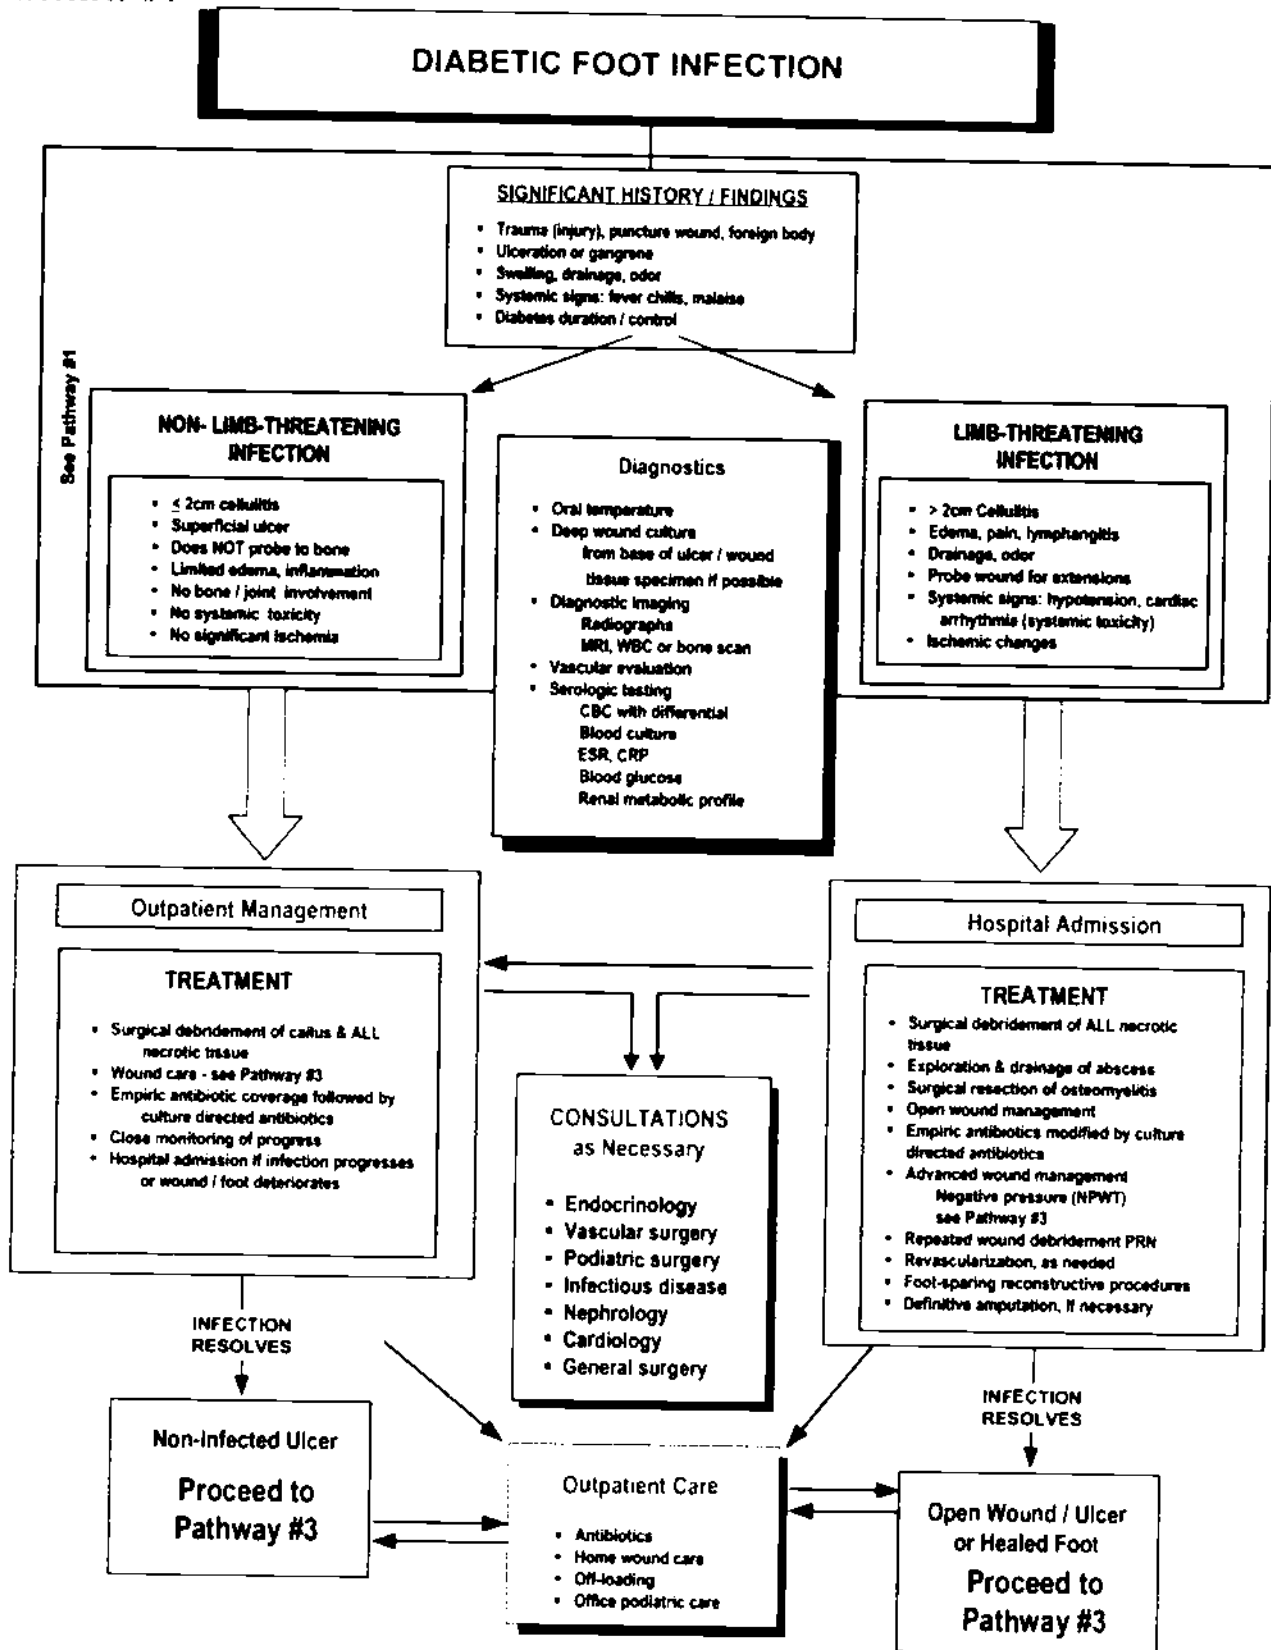 DIABETIC FOOT INFECTION
SIGNIFICANT HISTORY / FINDINGS
• Trauma (injury), puncture wound, foreign body
• Ulceration or gangrene
• Swelling, drainage, odor
• Systemic signs: fever chills, malaise
• Diabetes duration / control
See Pathway #1
NON- LIMB-THREATENING
INFECTION
• ≤ 2cm cellulitis
• Superficial ulcer
• Does NOT probe to bone
• Limited edema, inflammation
• No bone / joint involvement
• No systemic toxicity
• No significant ischemia
Diagnostics
• Oral temperature
• Deep wound culture
from base of ulcer / wound
tissue specimen if possible
• Diagnostic imaging
Radiographs
MRI, WBC or bone scan
• Vascular evaluation
• Serologic testing
CBC with differential
Blood culture
ESR, CRP
Blood glucose
Renal metabolic profile
LIMB-THREATENING
INFECTION
• > 2cm Cellulitis
• Edema, pain, lymphangitis
• Drainage, odor
• Probe wound for extensions
• Systemic signs: hypotension, cardiac
arrhythmia (systemic toxicity)
• Ischemic changes
Outpatient Management
TREATMENT
• Surgical debridement of callus & ALL
necrotic tissue
• Wound care - see Pathway #3
• Empiric antibiotic coverage followed by
culture directed antibiotics
• Close monitoring of progress
• Hospital admission if infection progresses
or wound / foot deteriorates
CONSULTATIONS
as Necessary
• Endocrinology
• Vascular surgery
• Podiatric surgery
• Infectious disease
• Nephrology
• Cardiology
• General surgery
Hospital Admission
TREATMENT
• Surgical debridement of ALL necrotic
tissue
• Exploration & drainage of abscess
• Surgical resection of osteomyelitis
• Open wound management
• Empiric antibiotics modified by culture
directed antibiotics
• Advanced wound management
Negative pressure (NPWT)
see Pathway #3
• Repeated wound debridement PRN
• Revascularization, as needed
• Foot-sparing reconstructive procedures
• Definitive amputation, if necessary
INFECTION
RESOLVES
Non-Infected Ulcer
Proceed to
Pathway #3
Outpatient Care
• Antibiotics
• Home wound care
• Off-loading
• Office podiatric care
INFECTION
RESOLVES
Open Wound / Ulcer
or Healed Foot
Proceed to
Pathway #3